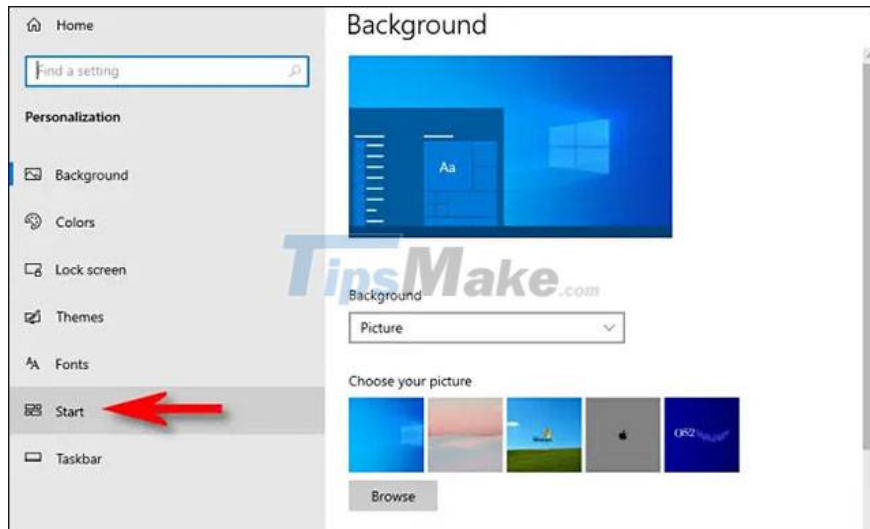 Home
Find a setting
Personalization
Background
Colors
Lock screen
Themes
Fonts
Start
Taskbar
Background
Aa
TipsMake.com
Background
Picture
Choose your picture
OS2
Browse